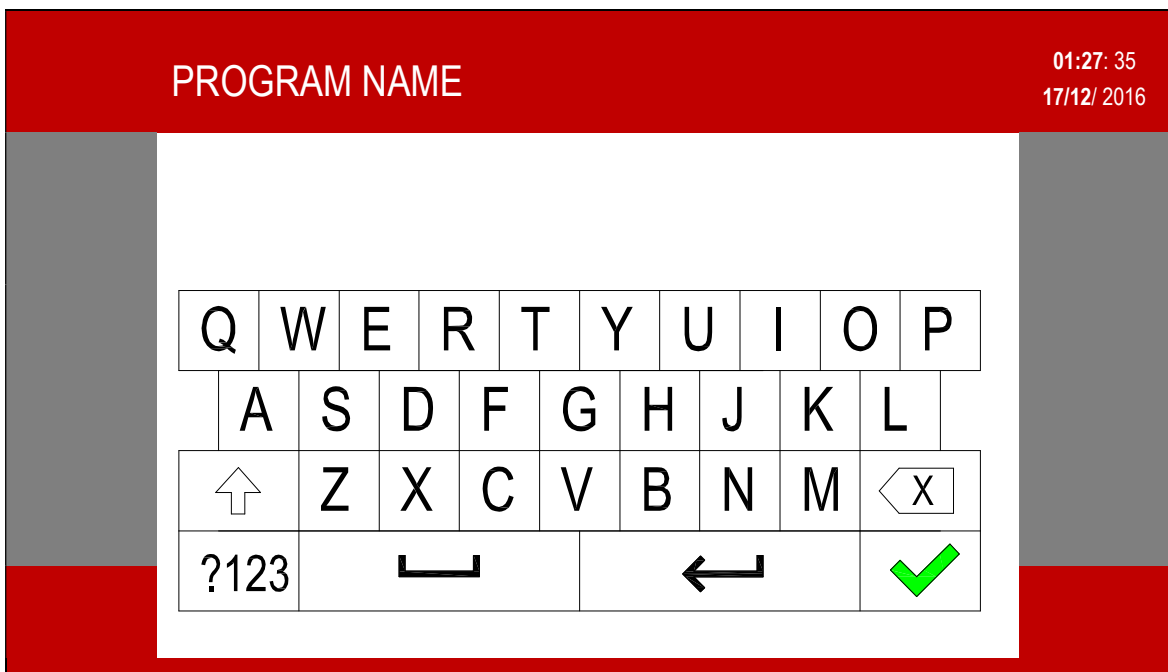 PROGRAM NAME
01:27: 35
17/12/ 2016
Q W E R T Y U I O P
A S D F G H J K L
Z X C V B N M X
?123